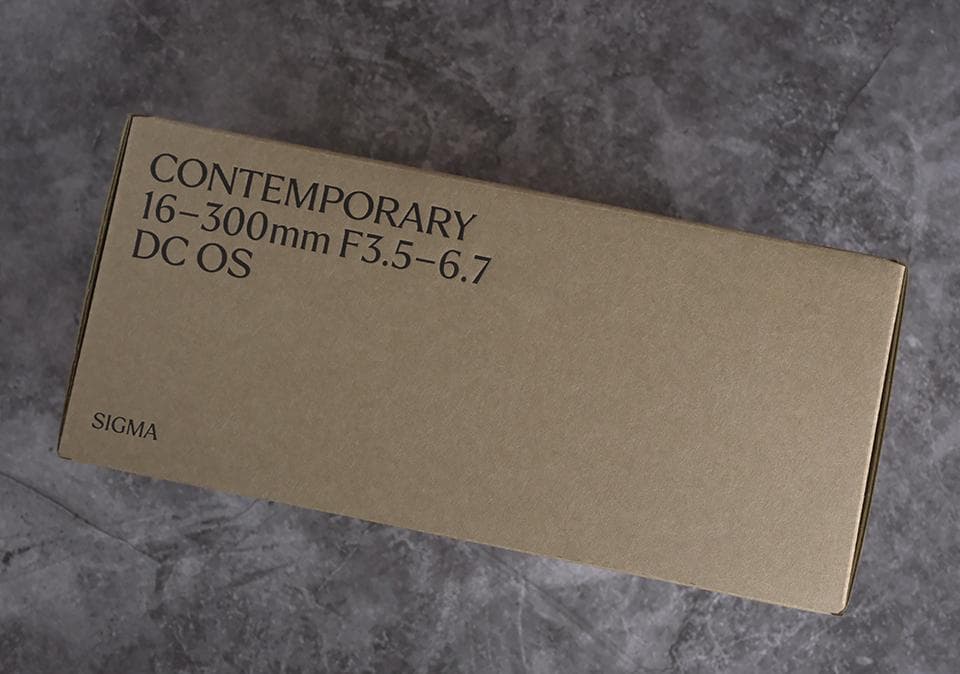 CONTEMPORARY
16–300mm F3.5–6.7
DC OS
SIGMA